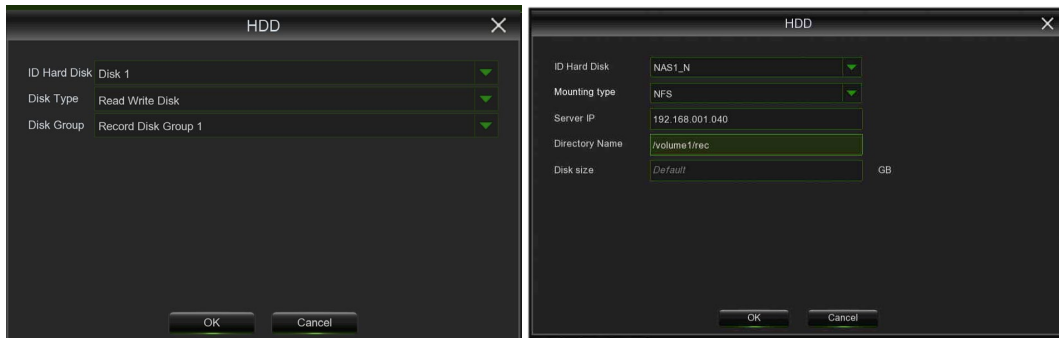 HDD
ID Hard Disk Disk 1
Disk Type Read Write Disk
Disk Group Record Disk Group 1
OK Cancel
HDD
ID Hard Disk NAS1_N
Mounting type NFS
Server IP 192.168.001.040
Directory Name /volume1/rec
Disk size Default GB
OK Cancel